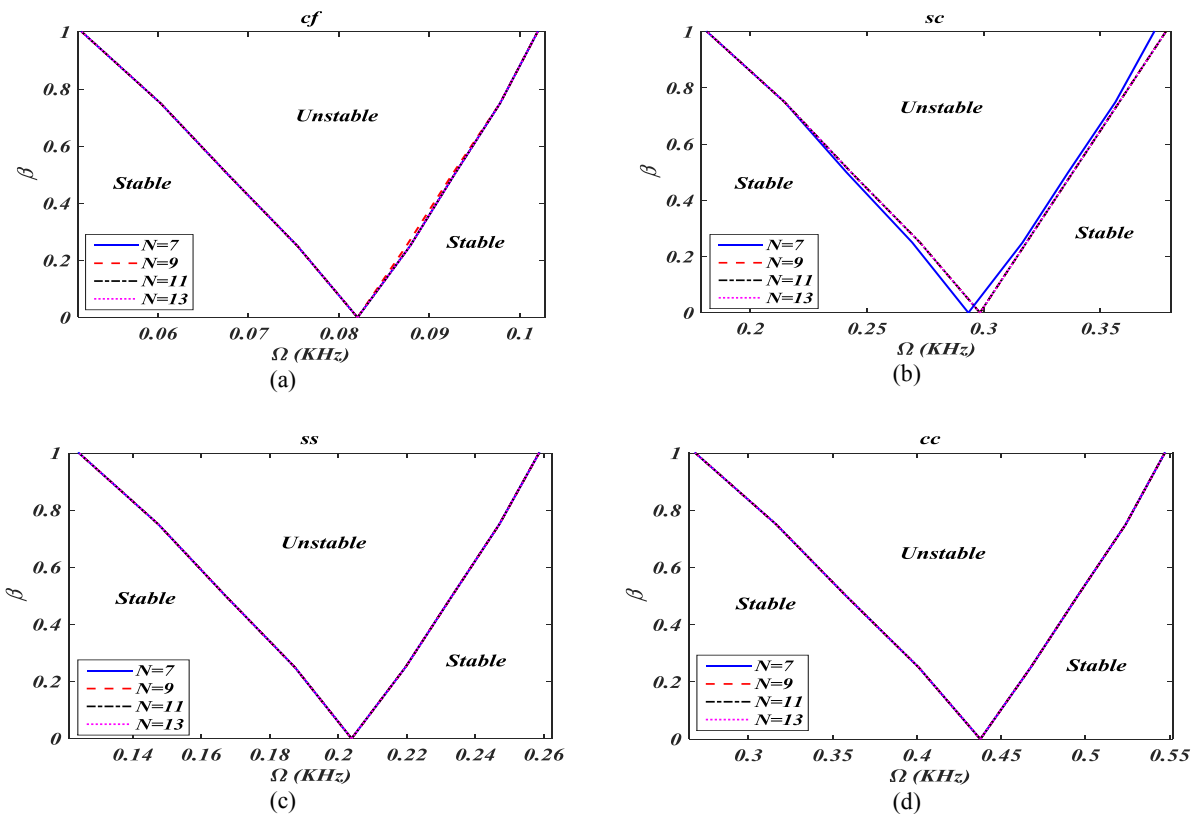 cf
1
0.8
0.6
0.4
0.2
0
β
Unstable
Stable
Stable
N=7
N=9
N=11
N=13
0.06
0.07
0.08
0.09
0.1
Ω (KHz)
(a)
sc
1
0.8
0.6
0.4
0.2
0
β
Unstable
Stable
Stable
N=7
N=9
N=11
N=13
0.2
0.25
0.3
0.35
Ω (KHz)
(b)
ss
1
0.8
0.6
0.4
0.2
0
β
Unstable
Stable
Stable
N=7
N=9
N=11
N=13
0.14
0.16
0.18
0.2
0.22
0.24
0.26
Ω (KHz)
(c)
cc
1
0.8
0.6
0.4
0.2
0
β
Unstable
Stable
Stable
N=7
N=9
N=11
N=13
0.3
0.35
0.4
0.45
0.5
0.55
Ω (KHz)
(d)